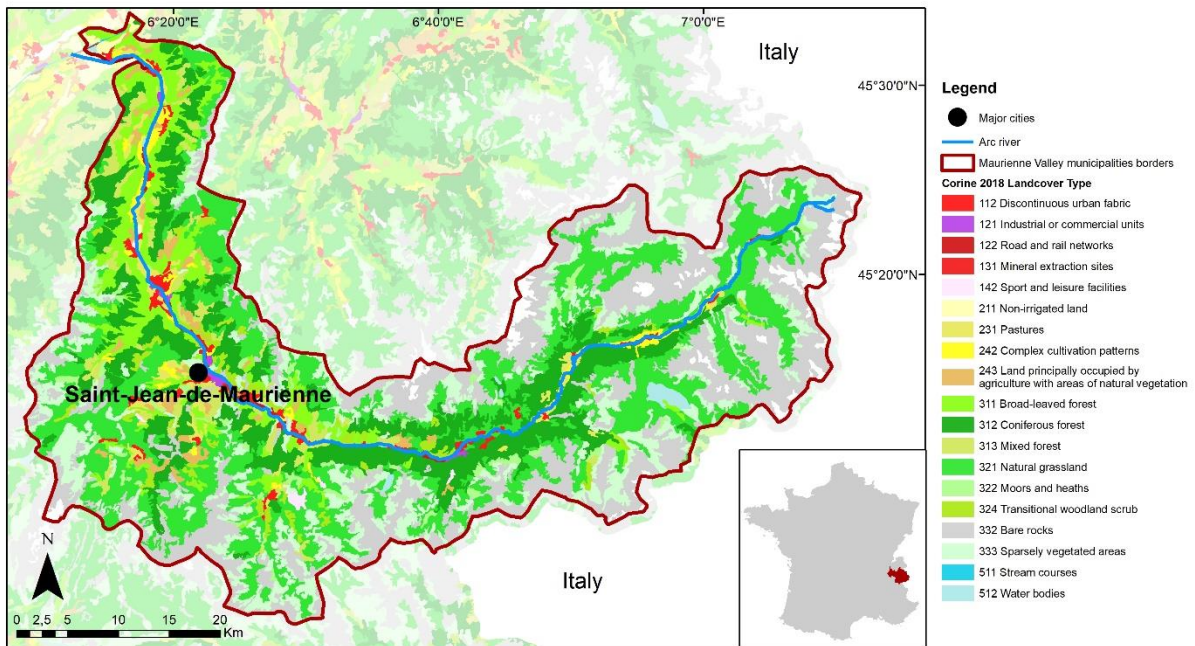 6°20'0"E
6°40'0"E
7°0'0"E
Italy
45°30'0"N
45°20'0"N
Saint-Jean-de-Maurienne
Italy
N
0 2,5 5 10 15 20
Km
Legend
Major cities
Arc river
Maurienne Valley municipalities borders
Corine 2018 Landcover Type
112 Discontinuous urban fabric
121 Industrial or commercial units
122 Road and rail networks
131 Mineral extraction sites
142 Sport and leisure facilities
211 Non-irrigated land
231 Pastures
242 Complex cultivation patterns
243 Land principally occupied by
agriculture with areas of natural vegetation
311 Broad-leaved forest
312 Coniferous forest
313 Mixed forest
321 Natural grassland
322 Moors and heaths
324 Transitional woodland scrub
332 Bare rocks
333 Sparsely vegetated areas
511 Stream courses
512 Water bodies